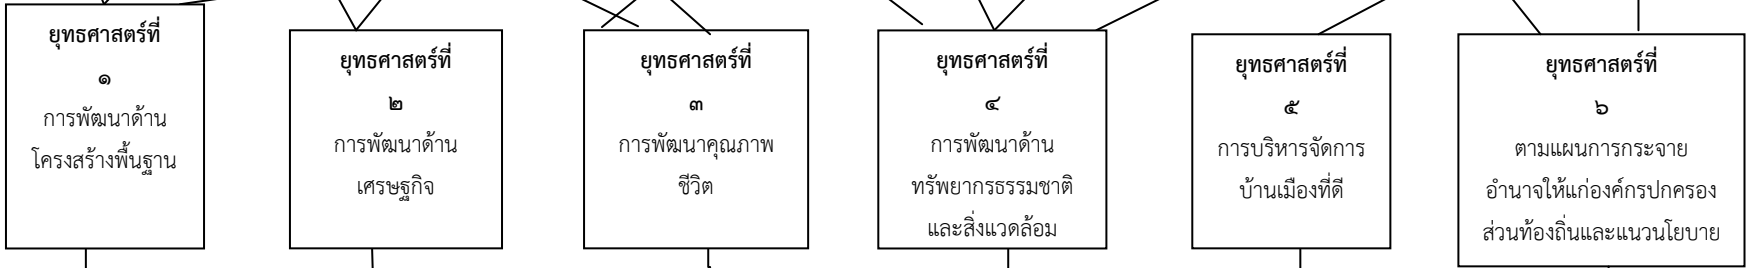 ยุทธศาสตร์ที่
๑
การพัฒนาด้าน
โครงสร้างพื้นฐาน
ยุทธศาสตร์ที่
๒
การพัฒนาด้าน
เศรษฐกิจ
ยุทธศาสตร์ที่
๓
การพัฒนาคุณภาพ
ชีวิต
ยุทธศาสตร์ที่
๔
การพัฒนาด้าน
ทรัพยากรธรรมชาติ
และสิ่งแวดล้อม
ยุทธศาสตร์ที่
๕
การบริหารจัดการ
บ้านเมืองที่ดี
ยุทธศาสตร์ที่
๖
ตามแผนการกระจาย
อำนาจให้แก่องค์กรปกครอง
ส่วนท้องถิ่นและแนวนโยบาย